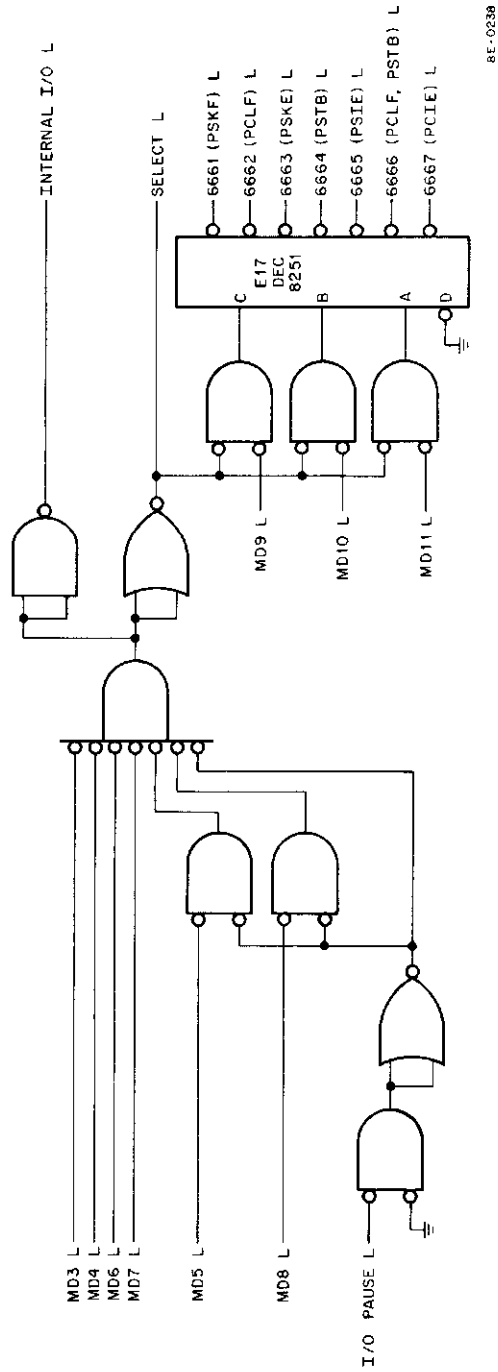 INTERNAL I/O L
SELECT L
MD3 L
MD4 L
MD6 L
MD7 L
MD5 L
MD8 L
I/O PAUSE L
MD9 L
MD10 L
MD11 L
E17
DEC
8251
C
B
A
D
6661 (PSKF) L
6662 (PCLF) L
6663 (PSKE) L
6664 (PSTB) L
6665 (PSIE) L
6666 (PCLF, PSTB) L
6667 (PCIE) L
8E-0238